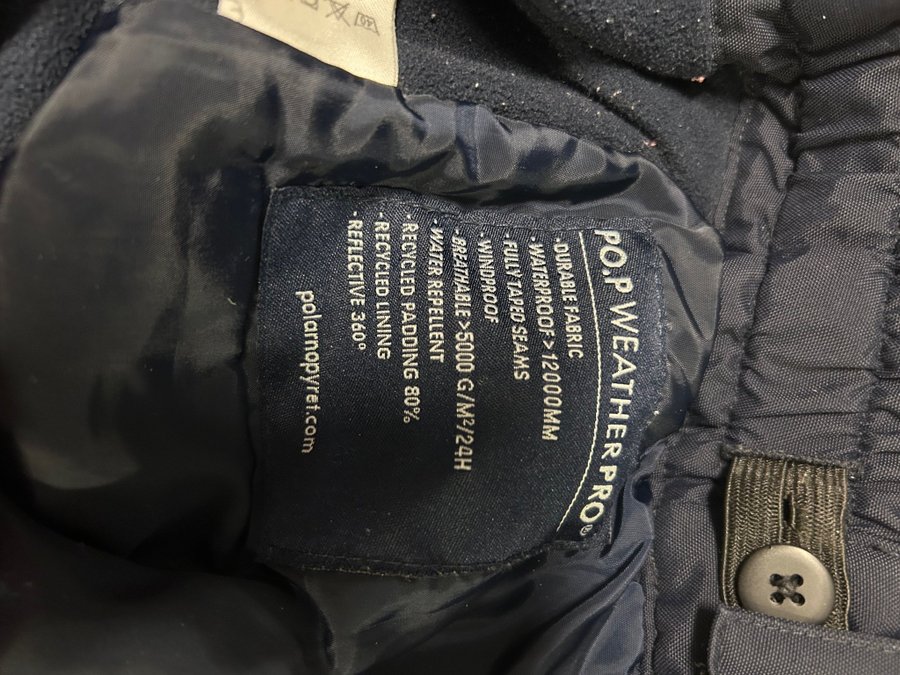 PO.P WEATHER PRO®
·DURABLE FABRIC
·WATERPROOF>12000MM
·FULLY TAPED SEAMS
·WINDPROOF
·BREATHABLE >5000 G/M²/24H
·WATER REPELLENT
·RECYCLED PADDING 80%
·RECYCLED LINING
·REFLECTIVE 360°
polarnopyret.com
40